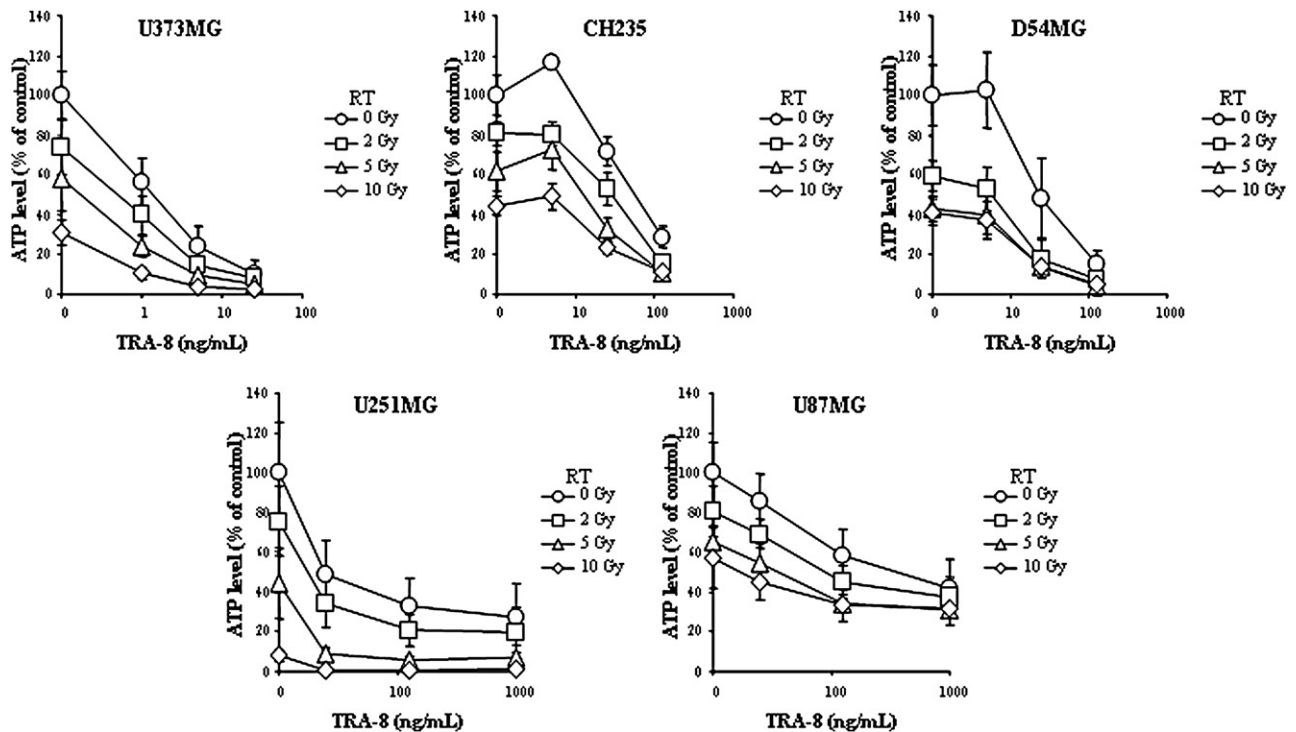 U373MG
140
120
100
80
60
40
20
0
ATP level (% of control)
0 1 10 100
TRA-8 (ng/mL)
RT
0 Gy
2 Gy
5 Gy
10 Gy
CH235
140
120
100
80
60
40
20
0
ATP level (% of control)
0 10 100 1000
TRA-8 (ng/mL)
RT
0 Gy
2 Gy
5 Gy
10 Gy
D54MG
140
120
100
80
60
40
20
0
ATP level (% of control)
0 10 100 1000
TRA-8 (ng/mL)
RT
0 Gy
2 Gy
5 Gy
10 Gy
U251MG
140
120
100
80
60
40
20
0
ATP level (% of control)
0 100 1000
TRA-8 (ng/mL)
RT
0 Gy
2 Gy
5 Gy
10 Gy
U87MG
140
120
100
80
60
40
20
0
ATP level (% of control)
0 100 1000
TRA-8 (ng/mL)
RT
0 Gy
2 Gy
5 Gy
10 Gy